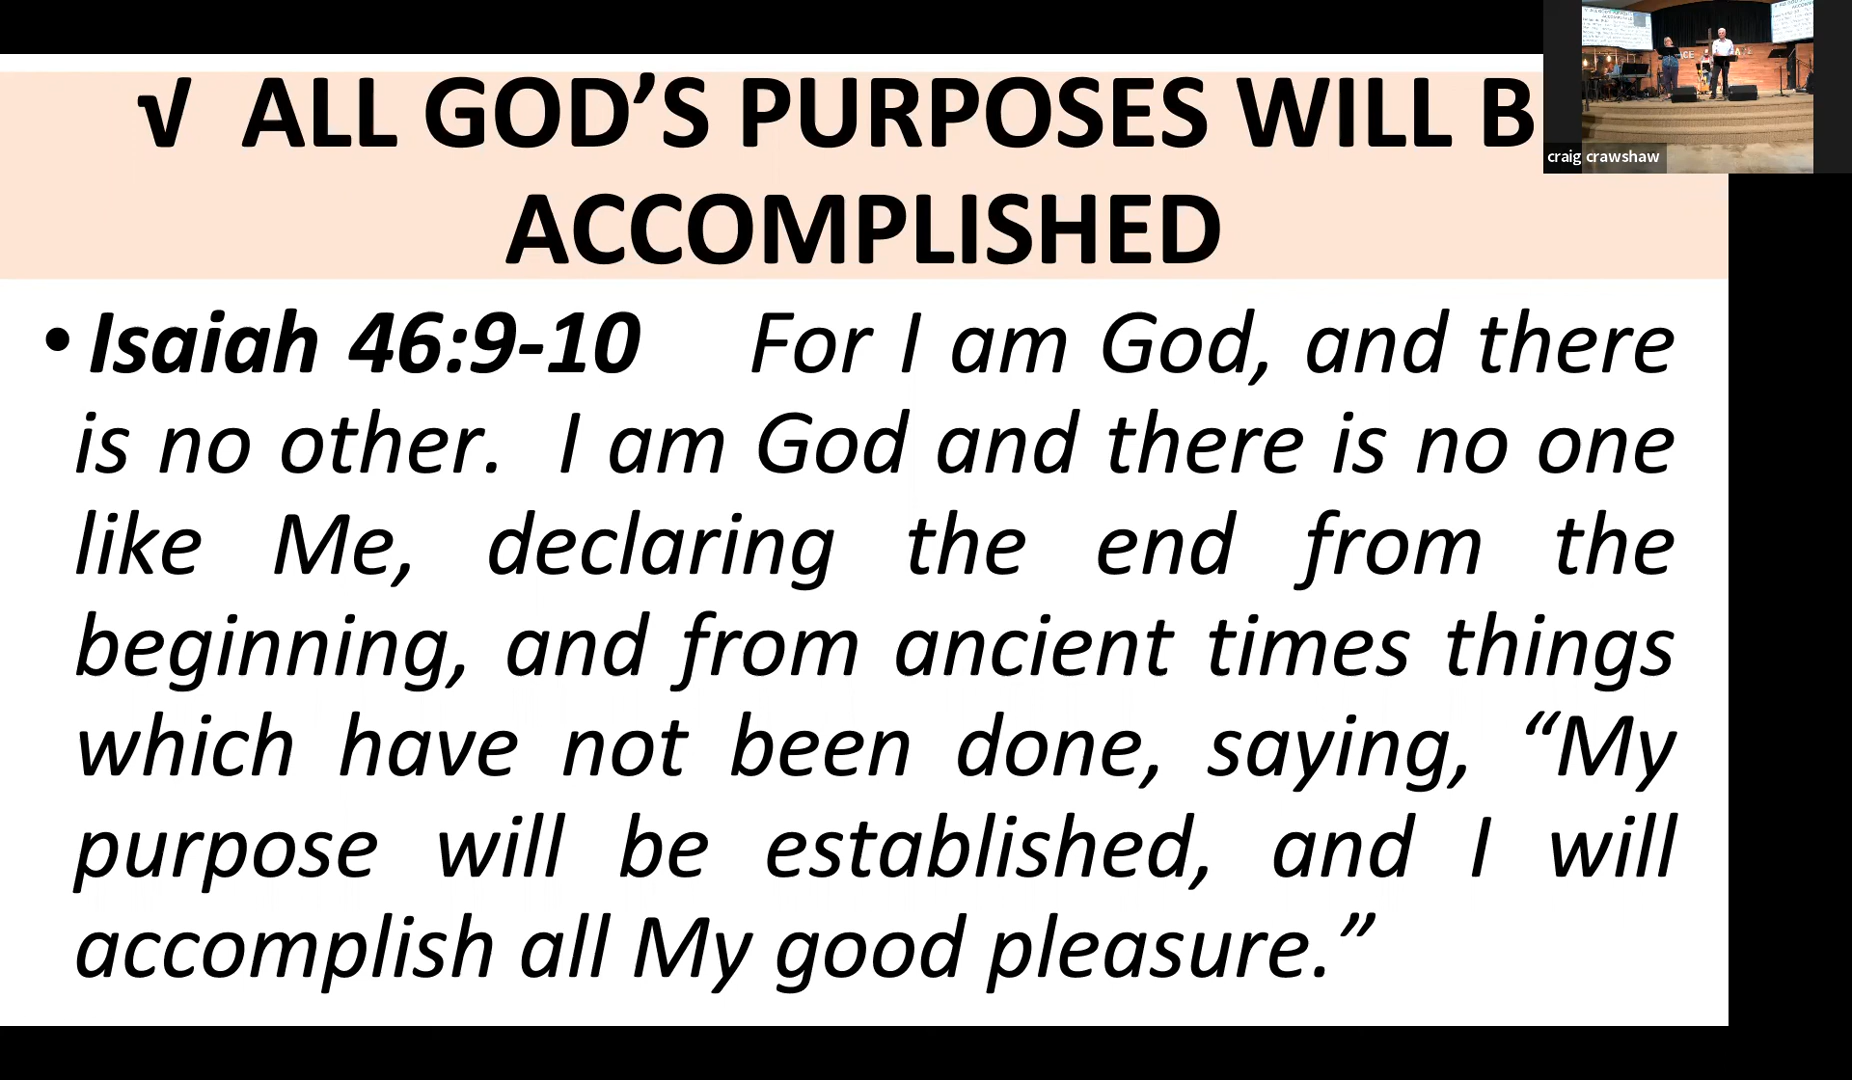 √ ALL GOD’S PURPOSES WILL B
ACCOMPLISHED
craig crawshaw
• Isaiah 46:9-10 For I am God, and there
is no other. I am God and there is no one
like Me, declaring the end from the
beginning, and from ancient times things
which have not been done, saying, “My
purpose will be established, and I will
accomplish all My good pleasure.”